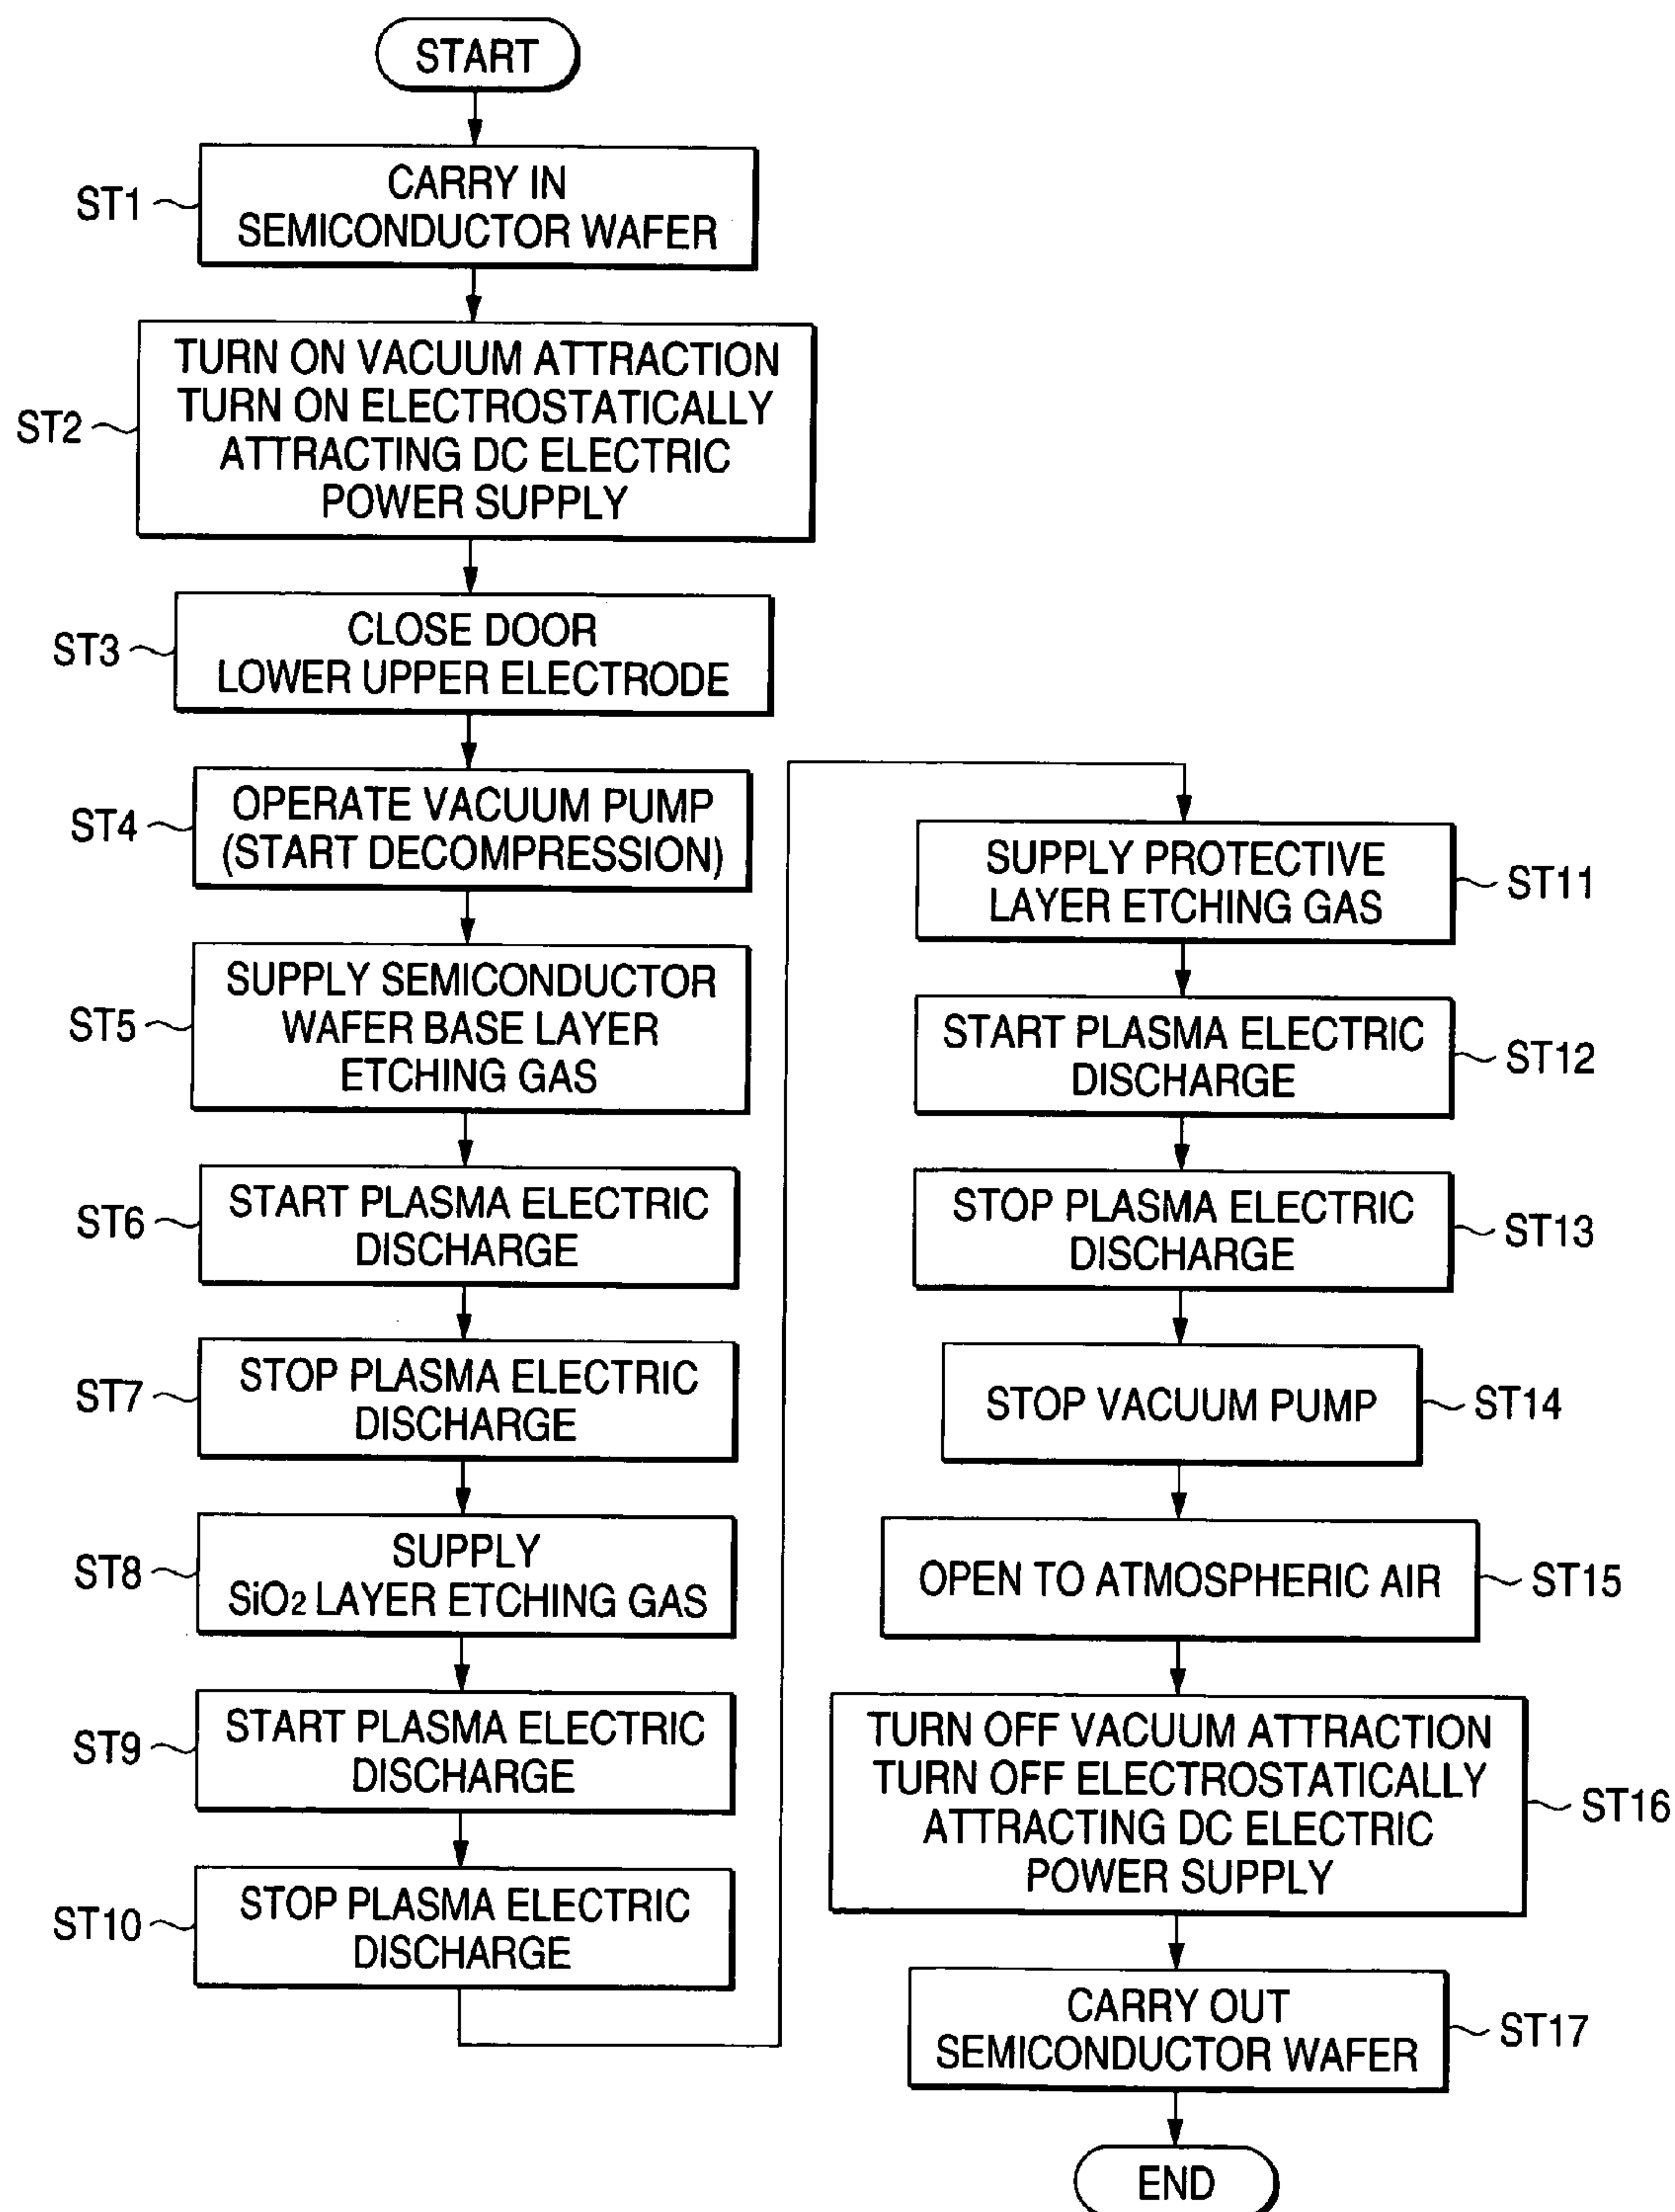 START
ST1
CARRY IN
SEMICONDUCTOR WAFER
ST2
TURN ON VACUUM ATTRACTION
TURN ON ELECTROSTATICALLY
ATTRACTING DC ELECTRIC
POWER SUPPLY
ST3
CLOSE DOOR
LOWER UPPER ELECTRODE
ST4
OPERATE VACUUM PUMP
(START DECOMPRESSION)
ST5
SUPPLY SEMICONDUCTOR
WAFER BASE LAYER
ETCHING GAS
ST6
START PLASMA ELECTRIC
DISCHARGE
ST7
STOP PLASMA ELECTRIC
DISCHARGE
ST8
SUPPLY
SiO2 LAYER ETCHING GAS
ST9
START PLASMA ELECTRIC
DISCHARGE
ST10
STOP PLASMA ELECTRIC
DISCHARGE
SUPPLY PROTECTIVE
LAYER ETCHING GAS
ST11
START PLASMA ELECTRIC
DISCHARGE
ST12
STOP PLASMA ELECTRIC
DISCHARGE
ST13
STOP VACUUM PUMP
ST14
OPEN TO ATMOSPHERIC AIR
ST15
TURN OFF VACUUM ATTRACTION
TURN OFF ELECTROSTATICALLY
ATTRACTING DC ELECTRIC
POWER SUPPLY
ST16
CARRY OUT
SEMICONDUCTOR WAFER
ST17
END